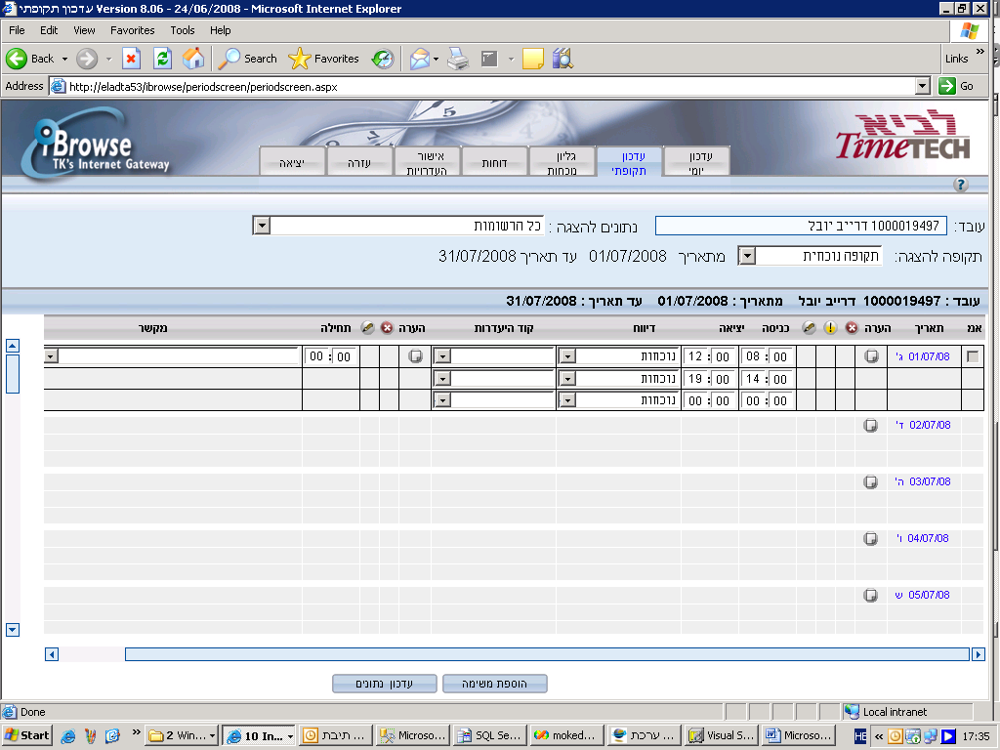 עדכון תקופתי Version 8.06 - 24/06/2008 - Microsoft Internet Explorer
File Edit View Favorites Tools Help
Back Search Favorites Links »
Address http://eladta53/ibrowse/periodscreen/periodscreen.aspx Go
iBrowse
TK's Internet Gateway
לביא
TimeTECH
עדכון יומי
עדכון תקופתי
גליון נוכחות
דוחות
אישור העדרויות
עזרה
יציאה
עובד: 1000019497 דרייב יובל נתונים להצגה : כל הרשומות
תקופה להצגה: תקופה נוכחית מתאריך 01/07/2008 עד תאריך 31/07/2008
עובד : 1000019497 דרייב יובל מתאריך : 01/07/2008 עד תאריך : 31/07/2008
אמ תאריך הערה כניסה יציאה דיווח קוד היעדרות הערה תחילה מקשר
01/07/08 ג' 08 : 00 12 : 00 נוכחות 00 : 00
14 : 00 19 : 00 נוכחות
00 : 00 00 : 00 נוכחות
02/07/08 ד'
03/07/08 ה'
04/07/08 ו'
05/07/08 ש
הוספת משימה עדכון נתונים
Done Local intranet
Start » 2 Win... 10 In... תיבת ... Microso... SQL Se... moked... ערכת ... Visual S... Microso... HE « 17:35